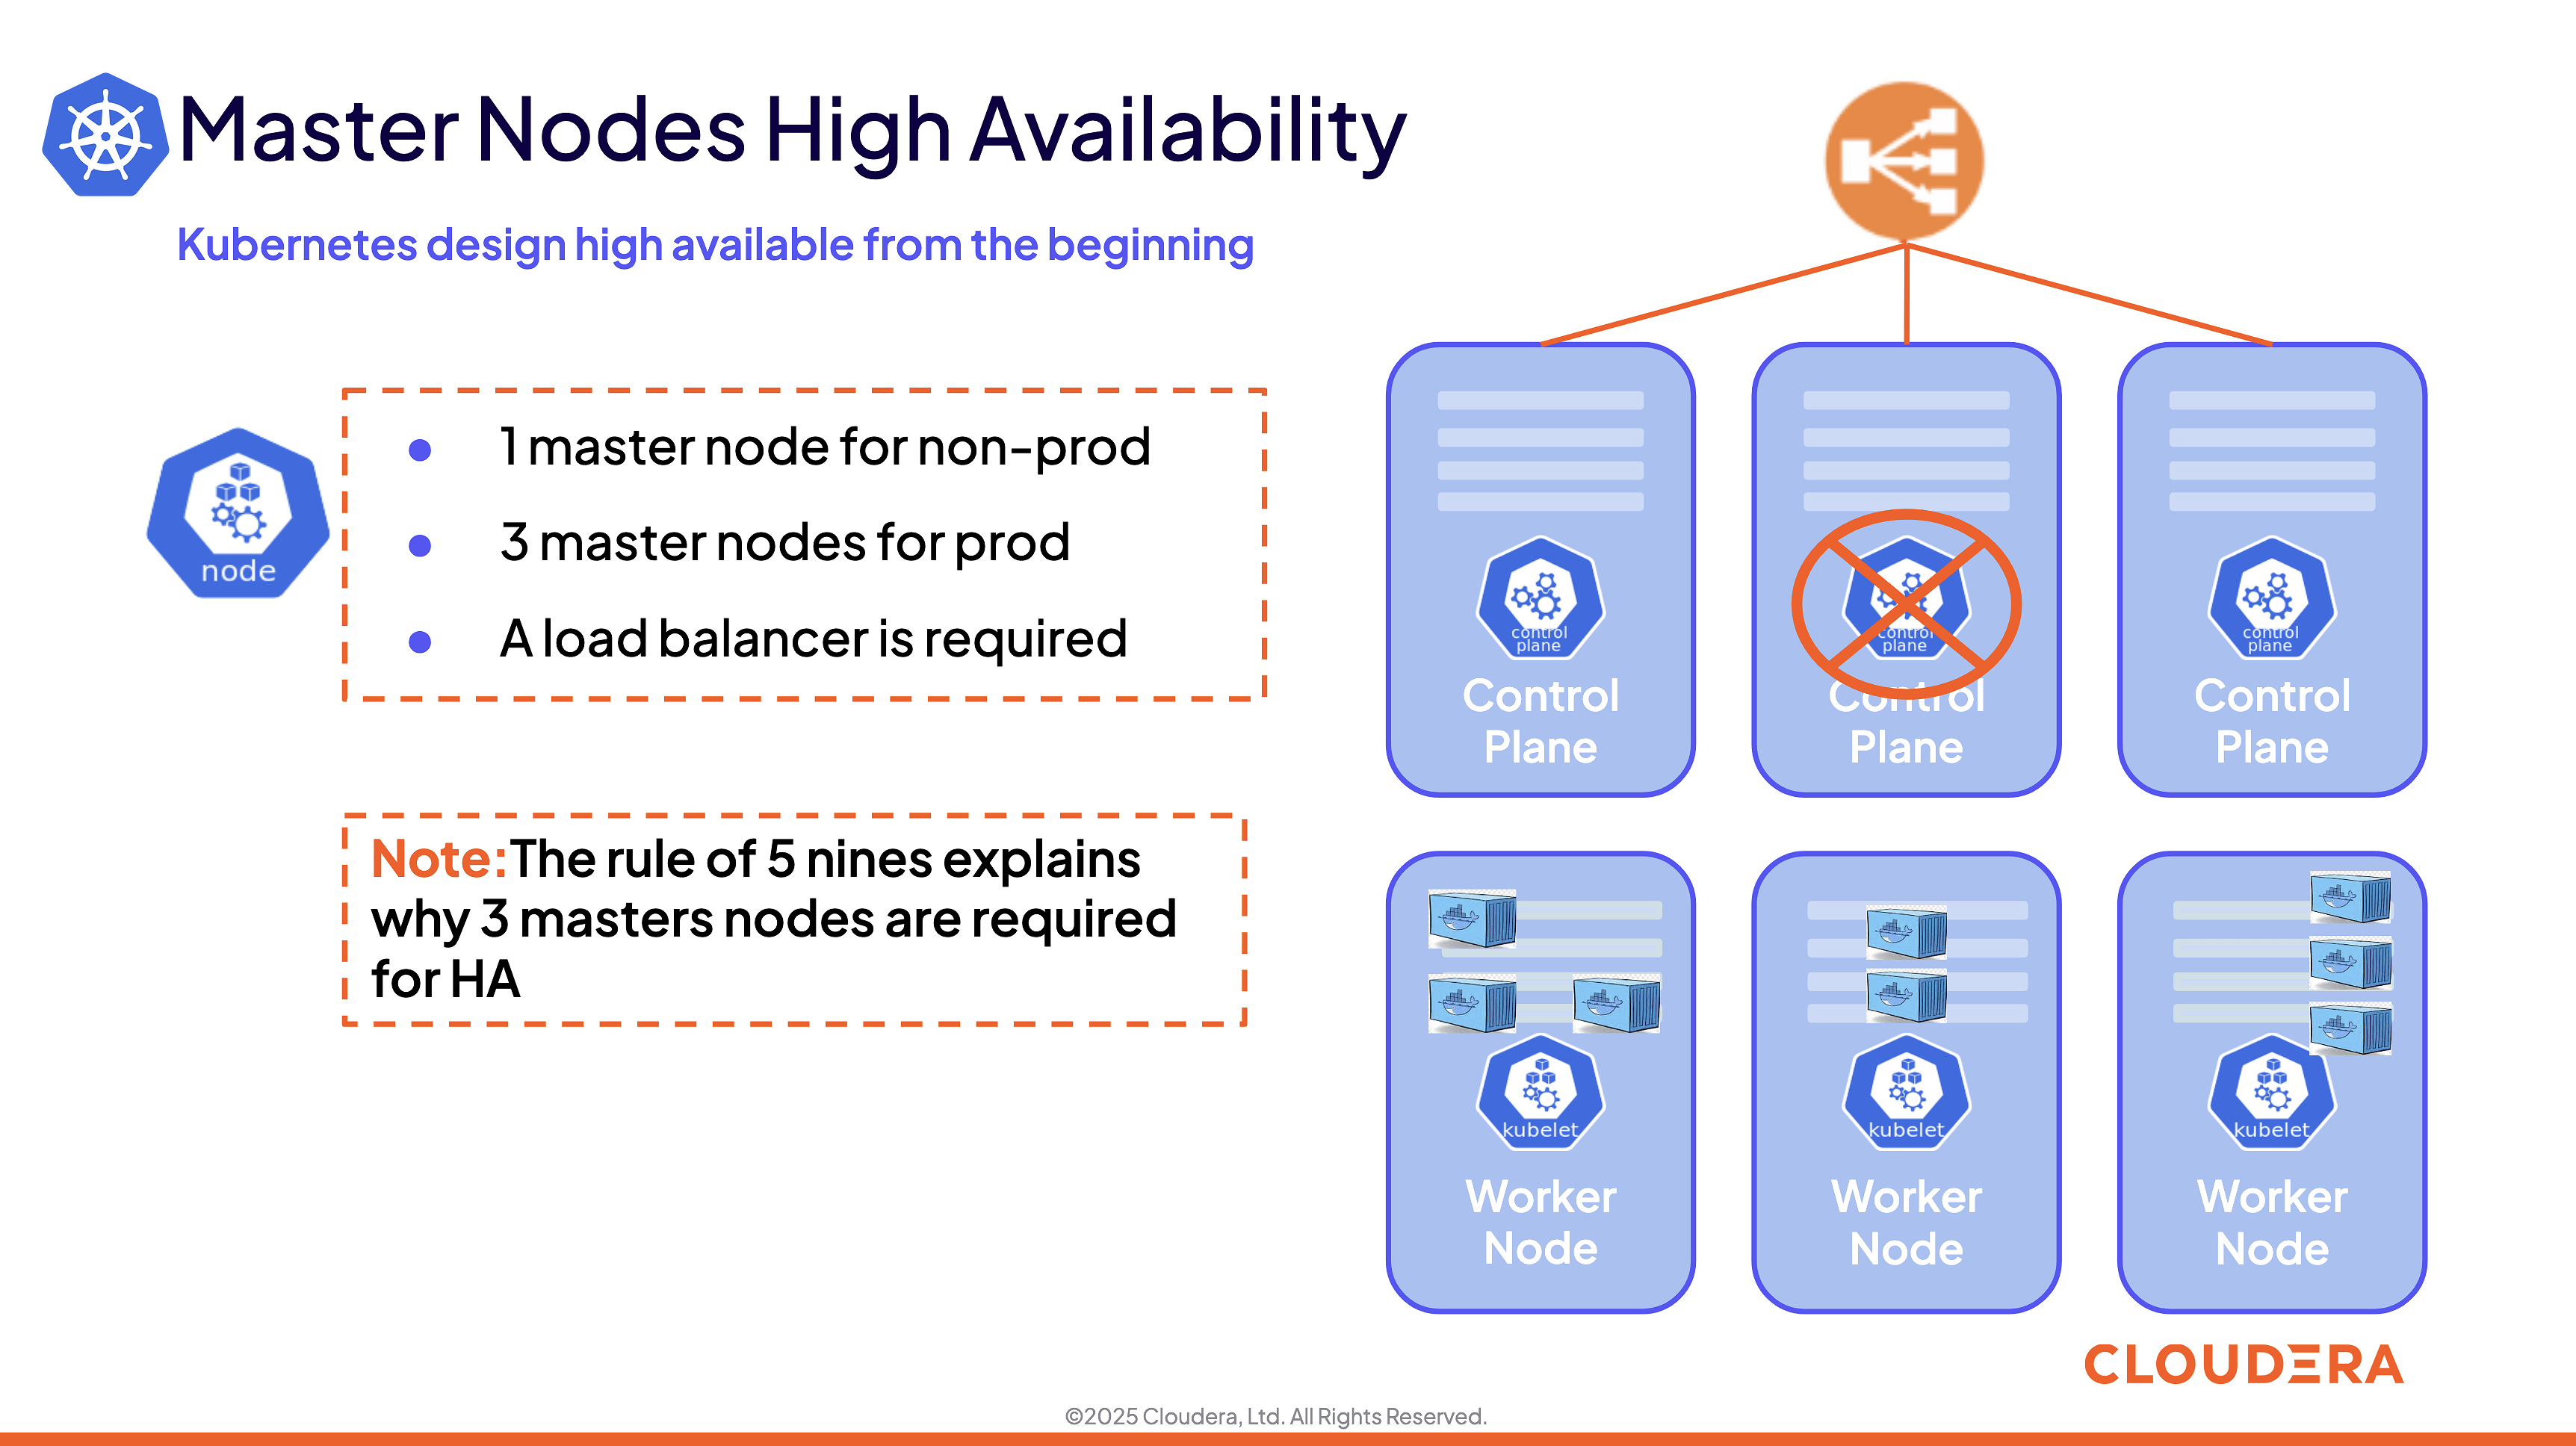 Master Nodes High Availability
Kubernetes design high available from the beginning
node
1 master node for non-prod
3 master nodes for prod
A load balancer is required
Note:The rule of 5 nines explains
why 3 masters nodes are required
for HA
control
plane
Control
Plane
control
plane
Control
Plane
control
plane
Control
Plane
kubelet
Worker
Node
kubelet
Worker
Node
kubelet
Worker
Node
CLOUDERA
©2025 Cloudera, Ltd. All Rights Reserved.